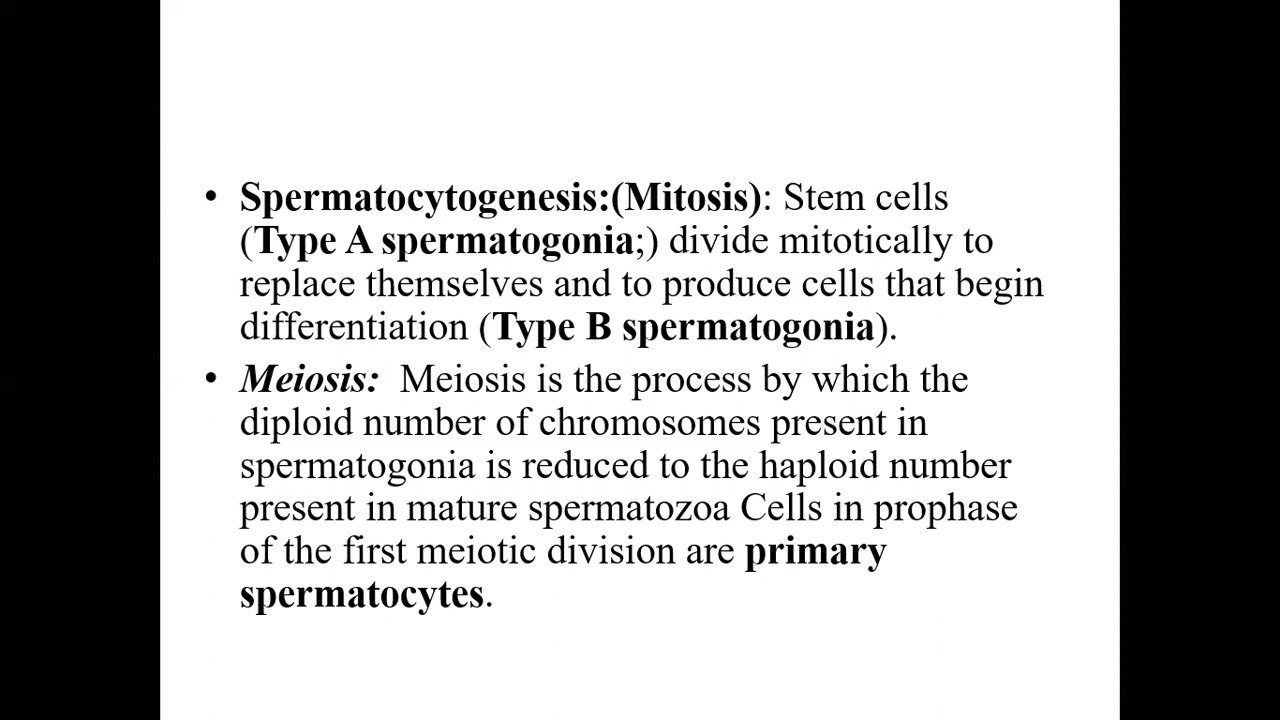 • Spermatocytogenesis:(Mitosis): Stem cells
(Type A spermatogonia;) divide mitotically to
replace themselves and to produce cells that begin
differentiation (Type B spermatogonia).
• Meiosis: Meiosis is the process by which the
diploid number of chromosomes present in
spermatogonia is reduced to the haploid number
present in mature spermatozoa Cells in prophase
of the first meiotic division are primary
spermatocytes.